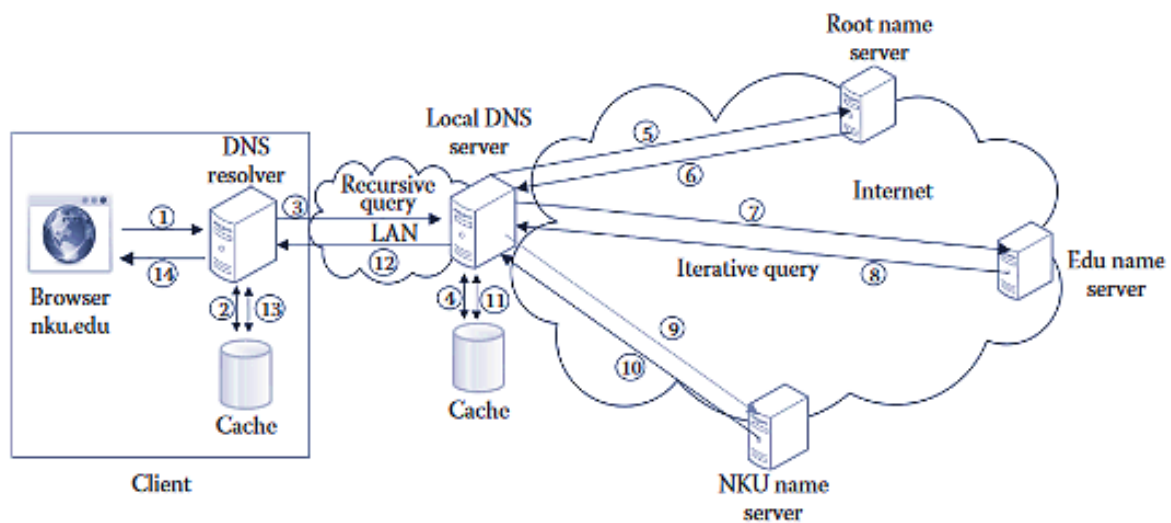 Root name
server
Local DNS
server
DNS
resolver
Recursive
query
LAN
Internet
Iterative query
Edu name
server
Browser
nku.edu
Cache
Cache
Client
NKU name
server
1
2
3
4
5
6
7
8
9
10
11
12
13
14